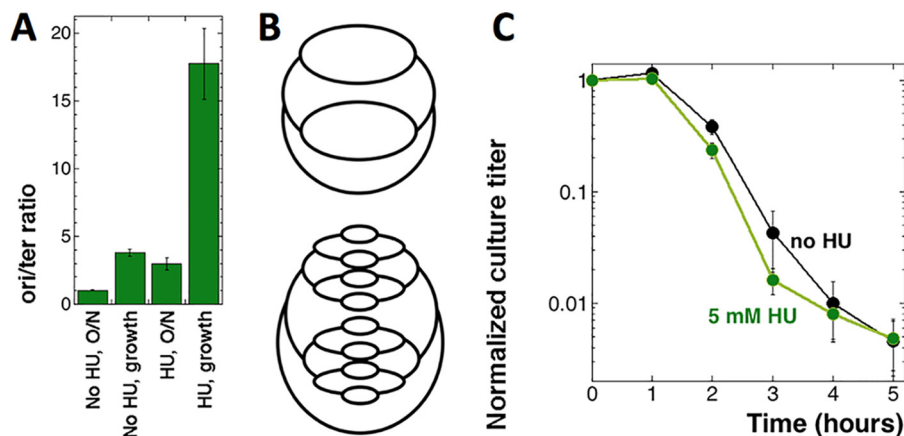 A
ori/ter ratio
20
15
10
5
0
No HU, O/N
No HU, growth
HU, O/N
HU, growth
B
C
Normalized culture titer
1
0.1
0.01
no HU
5 mM HU
0 1 2 3 4 5
Time (hours)